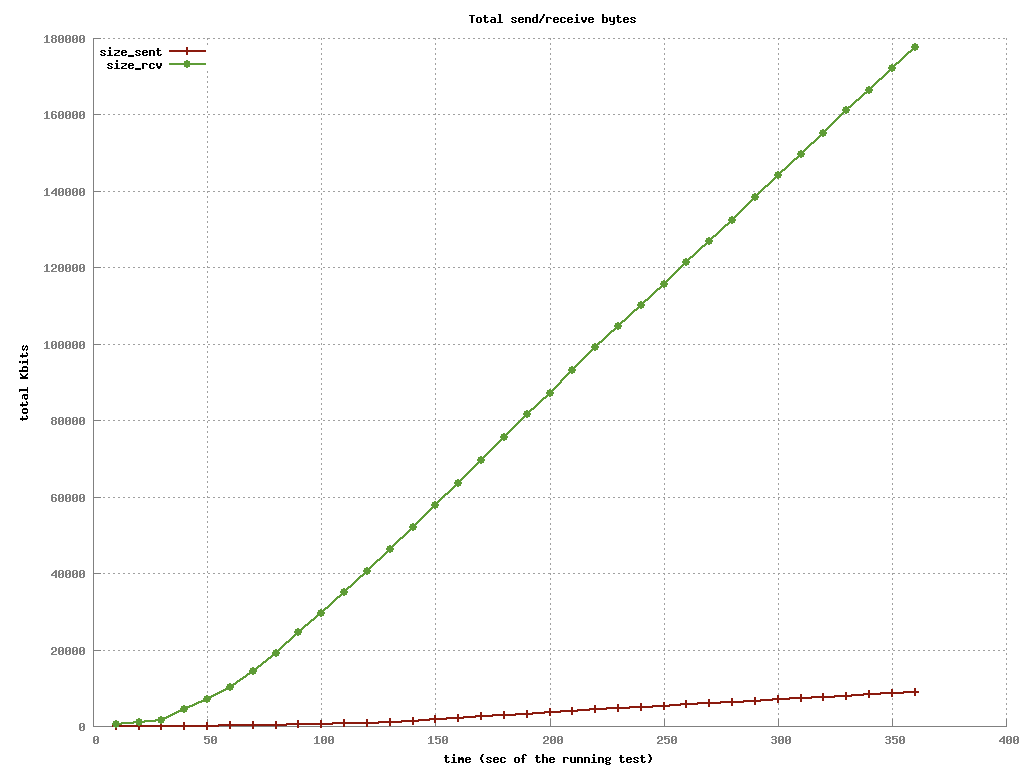 Total send/receive bytes
180000
size_sent
size_rcv
160000
140000
120000
100000
total Kbits
80000
60000
40000
20000
0
0 50 100 150 200 250 300 350 400
time (sec of the running test)